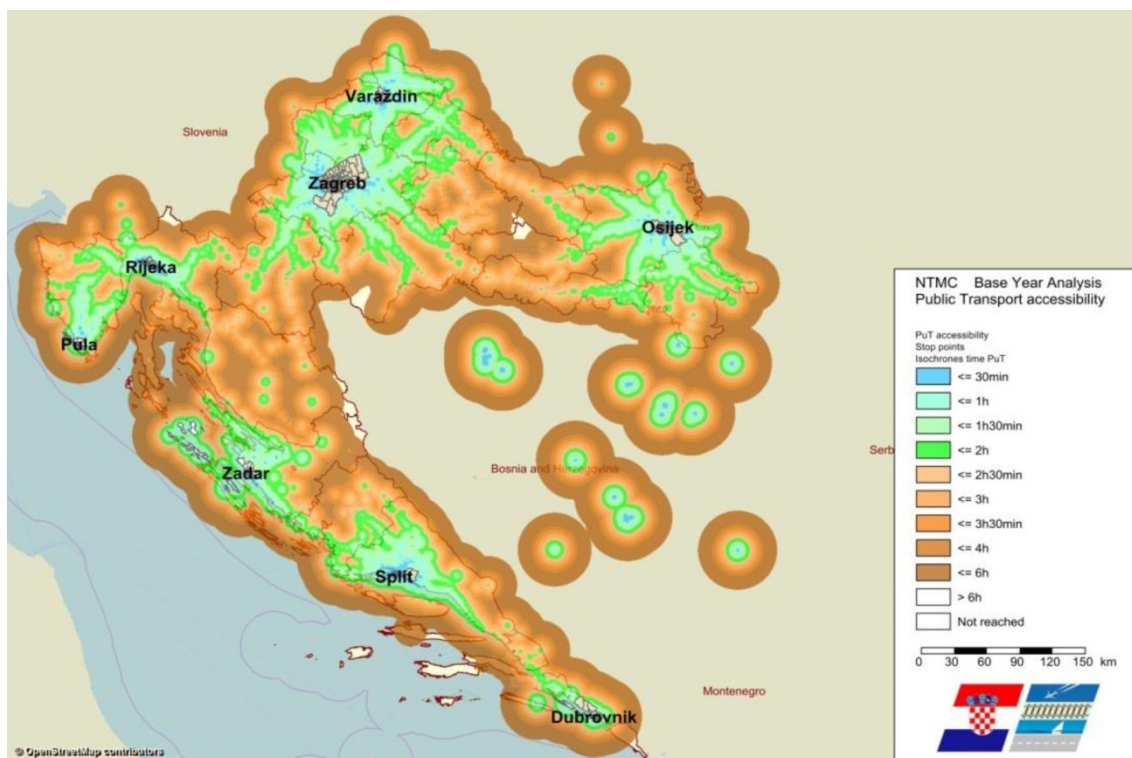 Varaždin
Slovenia
Zagreb
Osijek
Rijeka
Pula
Zadar
Bosnia and Herzegovina
Serb
Split
Montenegro
Dubrovnik
NTMC Base Year Analysis
Public Transport accessibility
PuT accessibility
Stop points
Isochrones time PuT
<= 30min
<= 1h
<= 1h30min
<= 2h
<= 2h30min
<= 3h
<= 3h30min
<= 4h
<= 6h
> 6h
Not reached
0 30 60 90 120 150 km
© OpenStreetMap contributors